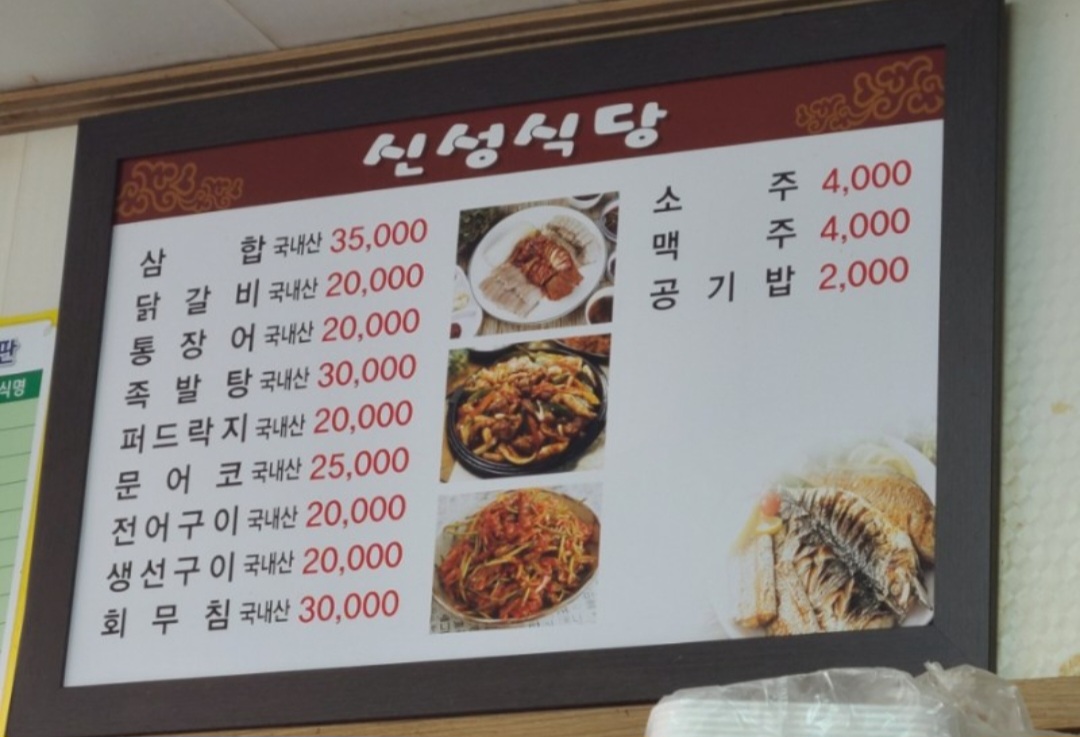 신성식당
삼 합 국내산 35,000
닭 갈 비 국내산 20,000
통 장 어 국내산 20,000
족 발 탕 국내산 30,000
퍼드락지 국내산 20,000
문 어 코 국내산 25,000
전어구이 국내산 20,000
생선구이 국내산 20,000
회 무 침 국내산 30,000
소 주 4,000
맥 주 4,000
공 기 밥 2,000
판
식명